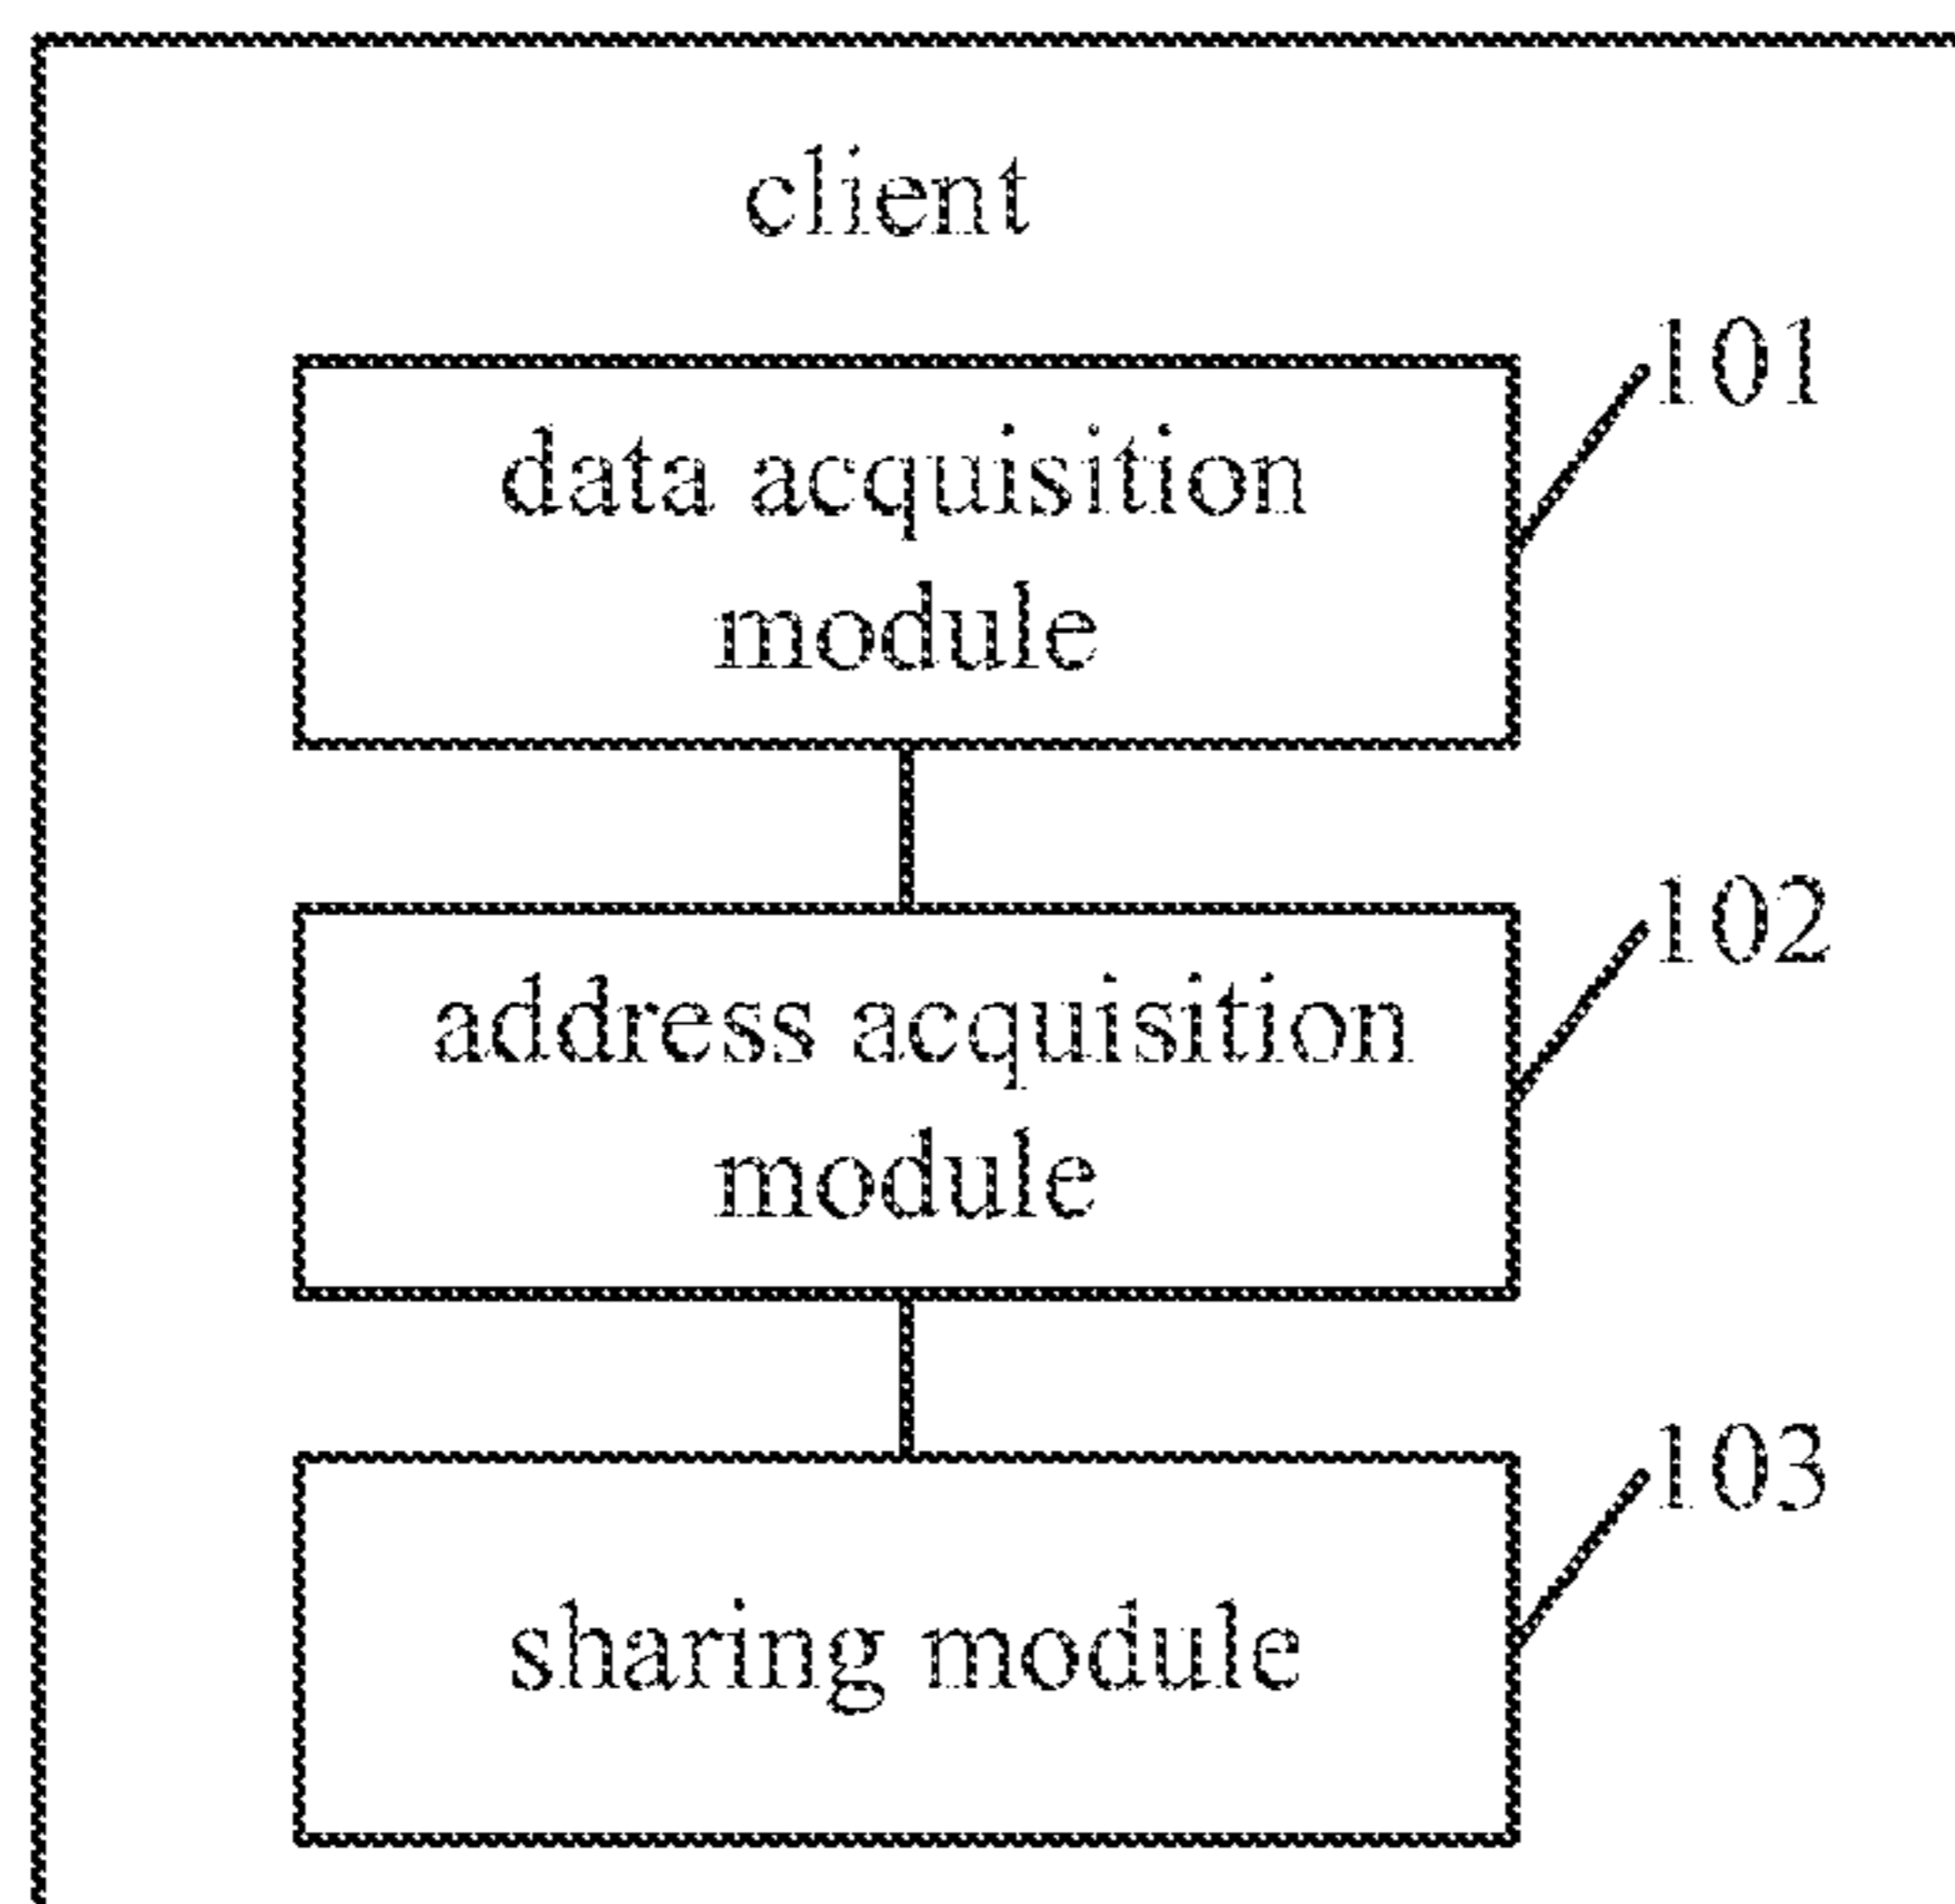 client
101
data acquisition
module
102
address acquisition
module
103
sharing module